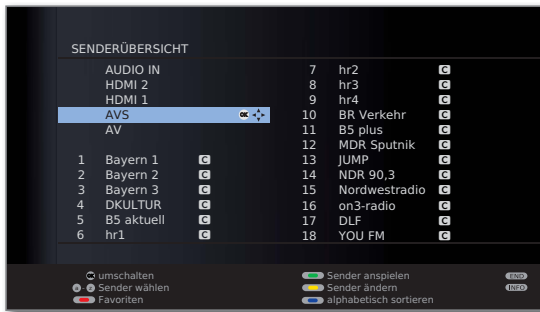 SENDERÜBERSICHT
AUDIO IN
HDMI 2
HDMI 1
AVS OK
AV
1 Bayern 1 C
2 Bayern 2 C
3 Bayern 3 C
4 DKULTUR C
5 B5 aktuell C
6 hr1 C
7 hr2 C
8 hr3 C
9 hr4 C
10 BR Verkehr C
11 B5 plus C
12 MDR Sputnik C
13 JUMP C
14 NDR 90,3 C
15 Nordwestradio C
16 on3-radio C
17 DLF C
18 YOU FM C
OK umschalten
Sender wählen
Favoriten
Sender anspielen
Sender ändern
alphabetisch sortieren
END
INFO